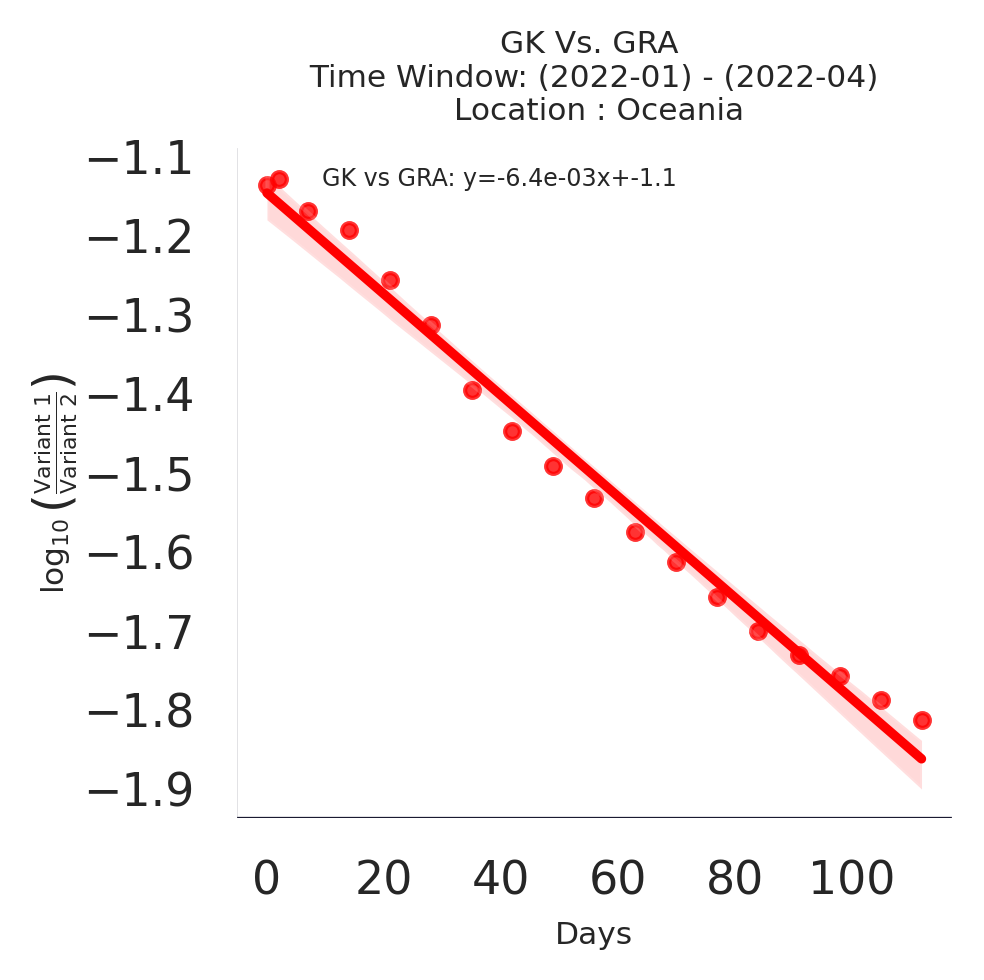 GK Vs. GRA
Time Window: (2022-01) - (2022-04)
Location : Oceania
GK vs GRA: y=-6.4e-03x+-1.1
−1.1
−1.2
−1.3
−1.4
−1.5
−1.6
−1.7
−1.8
−1.9
log₁₀(Variant 1/Variant 2)
0 20 40 60 80 100
Days